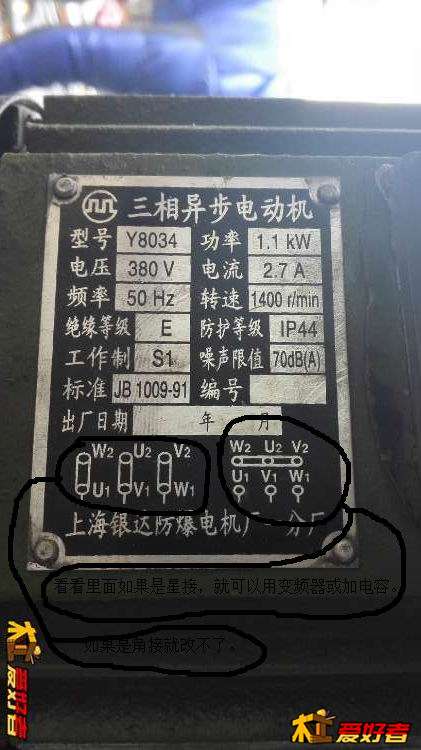 三相异步电动机
型号 Y8034 功率 1.1 kW
电压 380 V 电流 2.7 A
频率 50 Hz 转速 1400 r/min
绝缘等级 E 防护等级 IP44
工作制 S1 噪声限值 70dB(A)
标准 JB 1009-91 编号
出厂日期 年 月
W2 U2 V2 W2 U2 V2
U1 V1 W1 U1 V1 W1
上海银达防爆电机厂 分厂
看看里面如果是星接，就可以用变频器或加电容。
如果是角接就改不了。
爱好者
爱好者